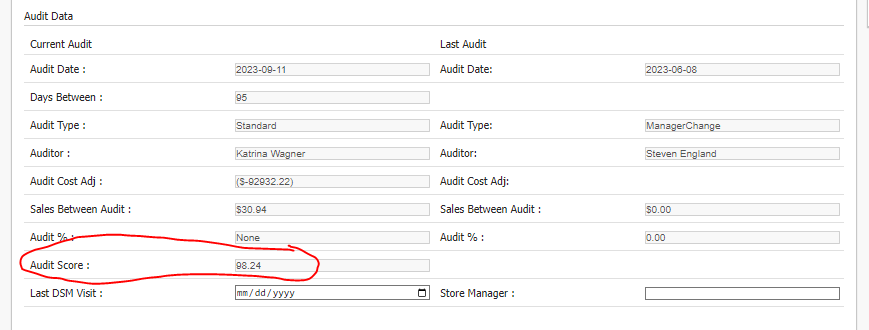 Audit Data
Current Audit Last Audit
Audit Date : 2023-09-11 Audit Date: 2023-06-08
Days Between : 95
Audit Type : Standard Audit Type: ManagerChange
Auditor : Katrina Wagner Auditor: Steven England
Audit Cost Adj : ($-92932.22) Audit Cost Adj:
Sales Between Audit : $30.94 Sales Between Audit : $0.00
Audit % : None Audit % : 0.00
Audit Score : 98.24
Last DSM Visit : mm/dd/yyyy Store Manager :